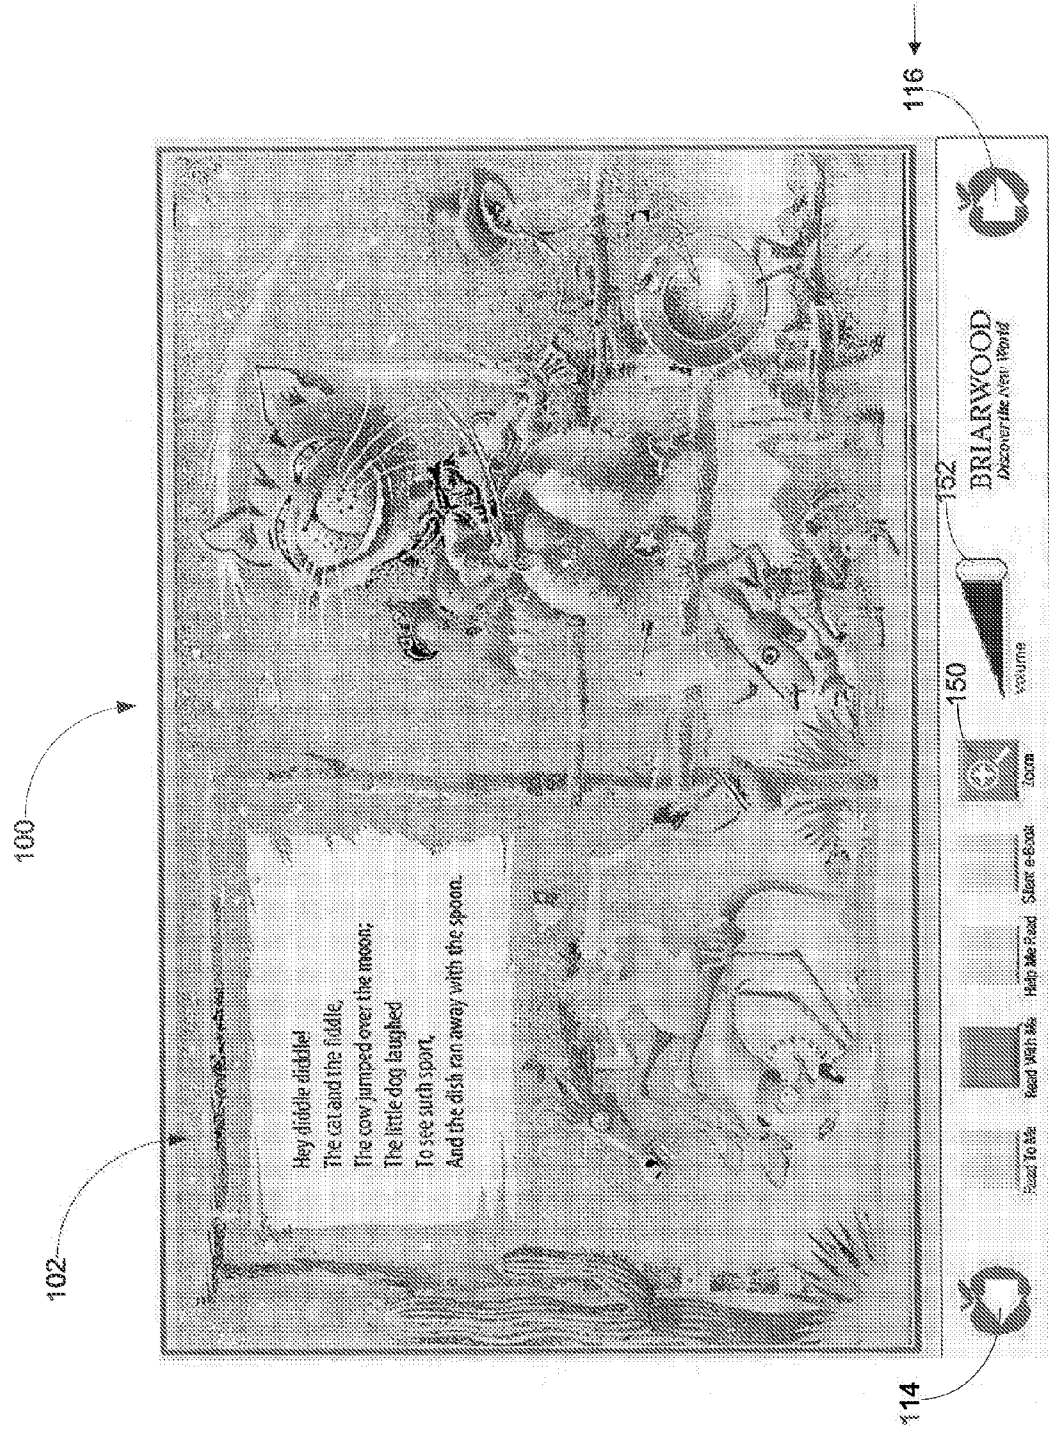 100
102
Hey diddle diddle!
The cat and the fiddle,
The cow jumped over the moon;
The little dog laughed
To see such sport,
And the dish ran away with the spoon.
114
Read To Me
Read With Me
Help Me Read
Silent e-Book
Zoom
150
Volume
152
BRIARWOOD
Discover the New World
116